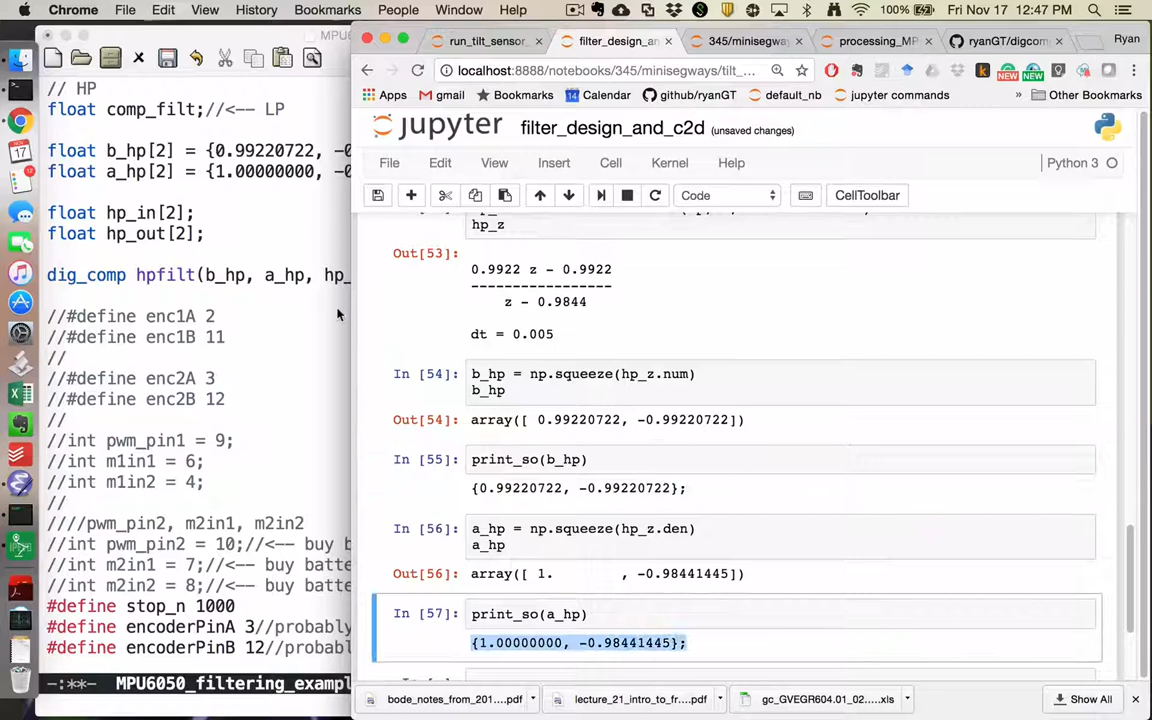 Chrome File Edit View History Bookmarks People Window Help 100% Fri Nov 17 12:47 PM
MPU6
// HP
float comp_filt;//<-- LP
float b_hp[2] = {0.99220722, -0
float a_hp[2] = {1.00000000, -0
float hp_in[2];
float hp_out[2];
dig_comp hpfilt(b_hp, a_hp, hp_
//#define enc1A 2
//#define enc1B 11
//
//#define enc2A 3
//#define enc2B 12
//
//int pwm_pin1 = 9;
//int m1in1 = 6;
//int m1in2 = 4;
//
////pwm_pin2, m2in1, m2in2
//int pwm_pin2 = 10;//<-- buy b
//int m2in1 = 7;//<-- buy batte
//int m2in2 = 8;//<-- buy batte
#define stop_n 1000
#define encoderPinA 3//probably
#define encoderPinB 12//probably
-:**- MPU6050_filtering_exampl
run_tilt_sensor_ filter_design_an 345/minisegway processing_MP ryanGT/digcom Ryan
localhost:8888/notebooks/345/minisegways/tilt_...
Apps gmail Bookmarks Calendar github/ryanGT default_nb jupyter commands » Other Bookmarks
jupyter filter_design_and_c2d (unsaved changes)
File Edit View Insert Cell Kernel Help Python 3
Code CellToolbar
hp_z
Out[53]:
0.9922 z - 0.9922
-----------------
z - 0.9844
dt = 0.005
In [54]: b_hp = np.squeeze(hp_z.num)
b_hp
Out[54]: array([ 0.99220722, -0.99220722])
In [55]: print_so(b_hp)
{0.99220722, -0.99220722};
In [56]: a_hp = np.squeeze(hp_z.den)
a_hp
Out[56]: array([ 1. , -0.98441445])
In [57]: print_so(a_hp)
{1.00000000, -0.98441445};
bode_notes_from_201....pdf lecture_21_intro_to_fr....pdf gc_GVEGR604.01_02....xls Show All